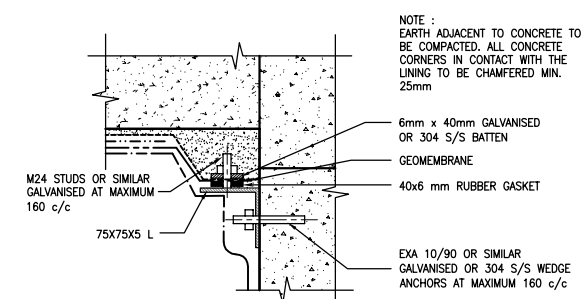 NOTE :
EARTH ADJACENT TO CONCRETE TO
BE COMPACTED. ALL CONCRETE
CORNERS IN CONTACT WITH THE
LINING TO BE CHAMFERED MIN.
25mm
6mm x 40mm GALVANISED
OR 304 S/S BATTEN
GEOMEMBRANE
40x6 mm RUBBER GASKET
M24 STUDS OR SIMILAR
GALVANISED AT MAXIMUM
160 c/c
75X75X5 L
EXA 10/90 OR SIMILAR
GALVANISED OR 304 S/S WEDGE
ANCHORS AT MAXIMUM 160 c/c